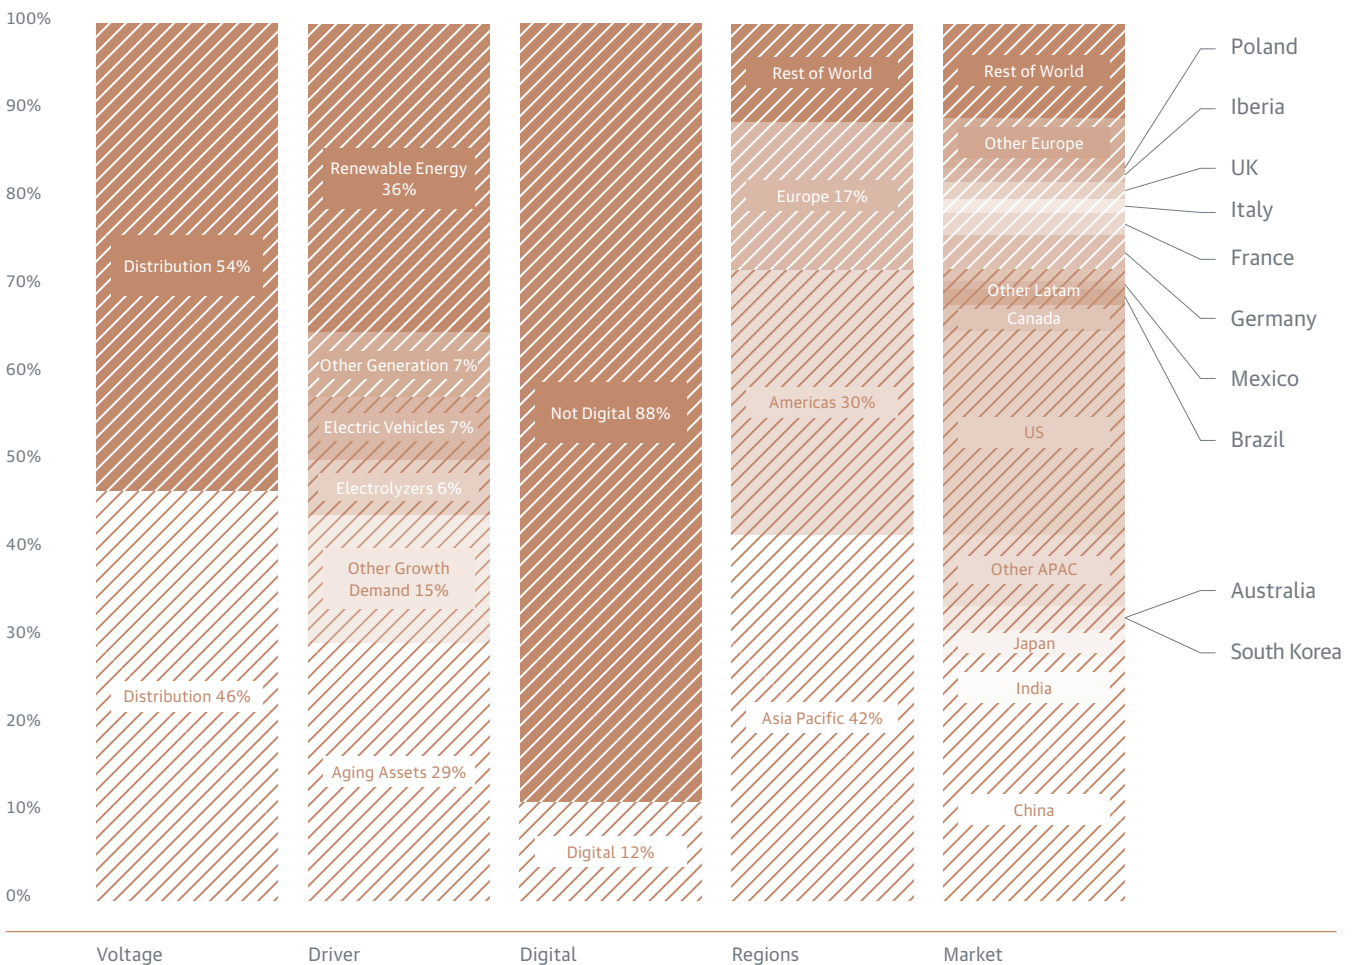 100%
90%
80%
70%
60%
50%
40%
30%
20%
10%
0%
Distribution 54%
Distribution 46%
Renewable Energy
36%
Other Generation 7%
Electric Vehicles 7%
Electrolyzers 6%
Other Growth
Demand 15%
Aging Assets 29%
Not Digital 88%
Digital 12%
Rest of World
Europe 17%
Americas 30%
Asia Pacific 42%
Rest of World
Other Europe
Other Latam
Canada
US
Other APAC
Japan
India
China
Poland
Iberia
UK
Italy
France
Germany
Mexico
Brazil
Australia
South Korea
Voltage
Driver
Digital
Regions
Market